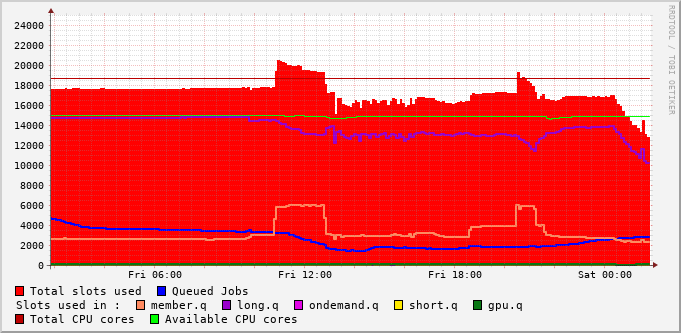 RRDTOOL / TOBI OETIKER
24000
22000
20000
18000
16000
14000
12000
10000
8000
6000
4000
2000
0
Fri 06:00 Fri 12:00 Fri 18:00 Sat 00:00
Total slots used Queued Jobs
Slots used in : member.q long.q ondemand.q short.q gpu.q
Total CPU cores Available CPU cores